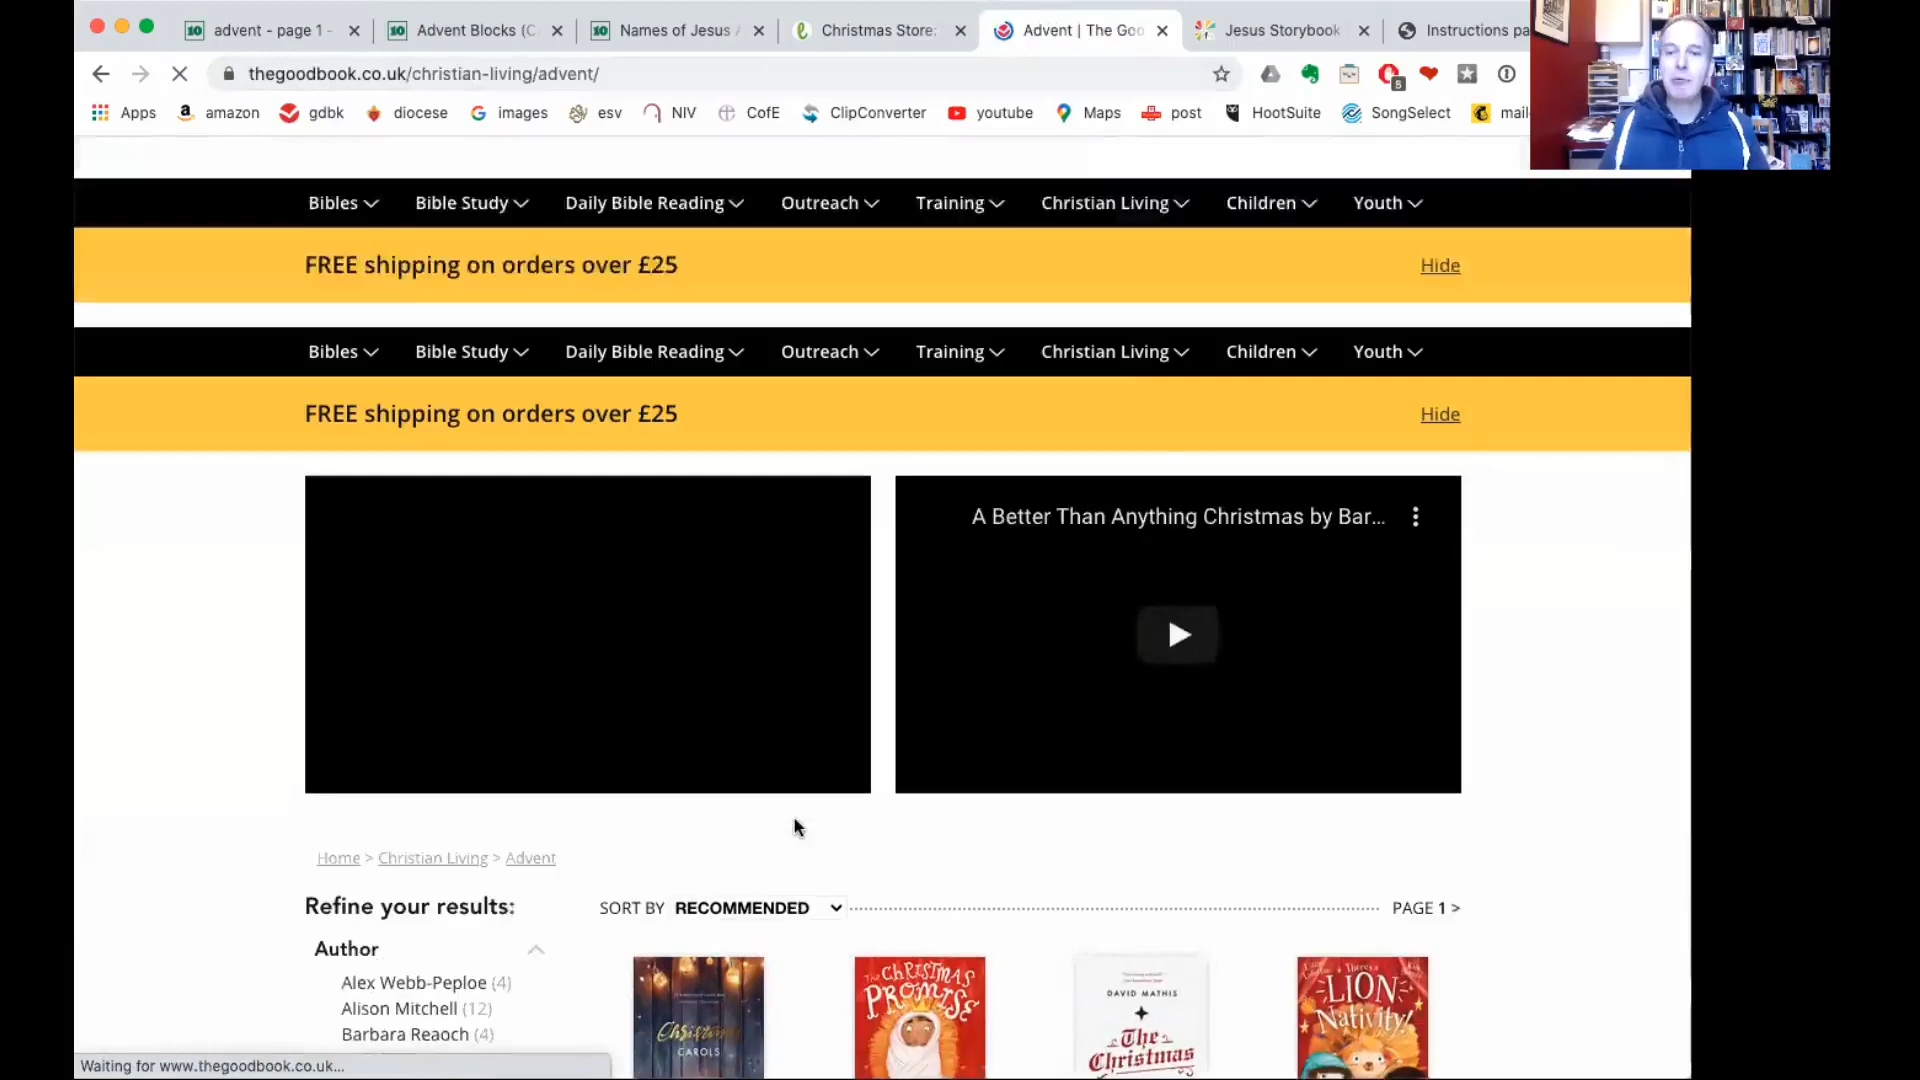 advent - page 1 -
Advent Blocks (C
Names of Jesus /
Christmas Store:
Advent | The Goo
Jesus Storybook
Instructions pa
thegoodbook.co.uk/christian-living/advent/
Apps
amazon
gdbk
diocese
images
esv
NIV
CofE
ClipConverter
youtube
Maps
post
HootSuite
SongSelect
mail
Bibles Bible Study Daily Bible Reading Outreach Training Christian Living Children Youth
FREE shipping on orders over £25 Hide
Bibles Bible Study Daily Bible Reading Outreach Training Christian Living Children Youth
FREE shipping on orders over £25 Hide
A Better Than Anything Christmas by Bar...
Home > Christian Living > Advent
Refine your results:
SORT BY RECOMMENDED
PAGE 1 >
Author
Alex Webb-Peploe (4)
Alison Mitchell (12)
Barbara Reaoch (4)
Christmas
CAROLS
The CHRISTMAS
PROMISE
DAVID MATHIS
The
Christmas
There's a
LION
Nativity!
Waiting for www.thegoodbook.co.uk...